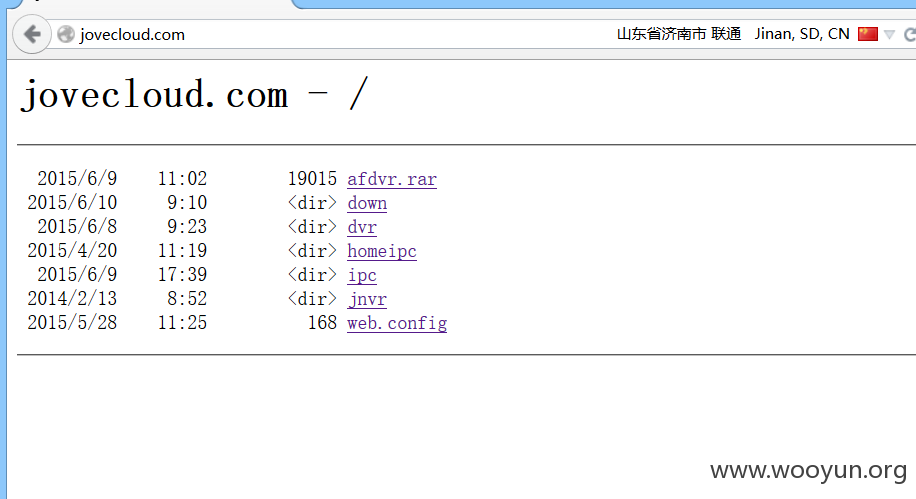 jovecloud.com 山东省济南市 联通 Jinan, SD, CN
jovecloud.com - /
2015/6/9 11:02 19015 afdvr.rar
2015/6/10 9:10 <dir> down
2015/6/8 9:23 <dir> dvr
2015/4/20 11:19 <dir> homeipc
2015/6/9 17:39 <dir> ipc
2014/2/13 8:52 <dir> jnvr
2015/5/28 11:25 168 web.config
www.wooyun.org